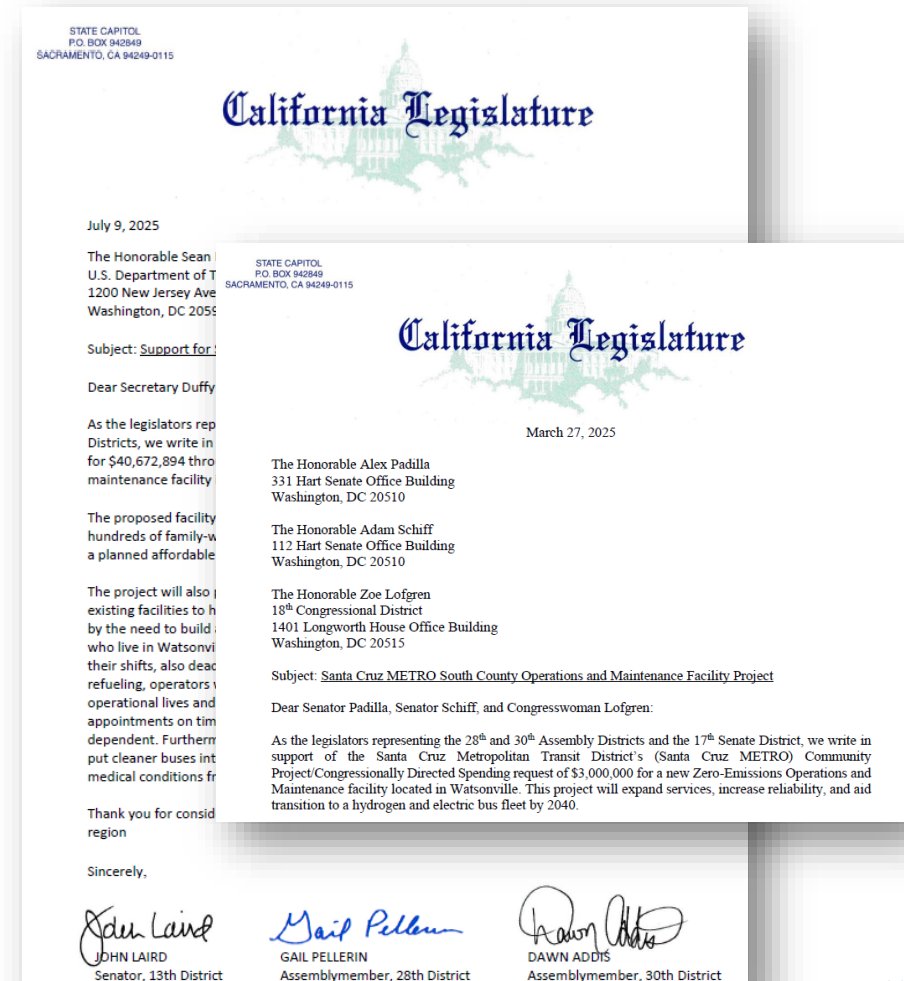 STATE CAPITOL
P.O. BOX 942849
SACRAMENTO, CA 94249-0115
California Legislature
July 9, 2025
The Honorable Sean
U.S. Department of T
1200 New Jersey Ave
Washington, DC 2059
Subject: Support for
Dear Secretary Duffy
As the legislators rep
Districts, we write in
for $40,672,894 thro
maintenance facility
The proposed facility
hundreds of family-w
a planned affordable
The project will also
existing facilities to h
by the need to build
who live in Watsonvi
their shifts, also dead
refueling, operators
operational lives and
appointments on tim
dependent. Furtherm
put cleaner buses int
medical conditions fr
Thank you for consid
region
Sincerely,
John Laird
Gail Pellerin
Dawn Addis
JOHN LAIRD
GAIL PELLERIN
DAWN ADDIS
Senator, 13th District
Assemblymember, 28th District
Assemblymember, 30th District
STATE CAPITOL
P.O. BOX 942849
SACRAMENTO, CA 94249-0115
California Legislature
March 27, 2025
The Honorable Alex Padilla
331 Hart Senate Office Building
Washington, DC 20510
The Honorable Adam Schiff
112 Hart Senate Office Building
Washington, DC 20510
The Honorable Zoe Lofgren
18th Congressional District
1401 Longworth House Office Building
Washington, DC 20515
Subject: Santa Cruz METRO South County Operations and Maintenance Facility Project
Dear Senator Padilla, Senator Schiff, and Congresswoman Lofgren:
As the legislators representing the 28th and 30th Assembly Districts and the 17th Senate District, we write in
support of the Santa Cruz Metropolitan Transit District's (Santa Cruz METRO) Community
Project/Congressionally Directed Spending request of $3,000,000 for a new Zero-Emissions Operations and
Maintenance facility located in Watsonville. This project will expand services, increase reliability, and aid
transition to a hydrogen and electric bus fleet by 2040.